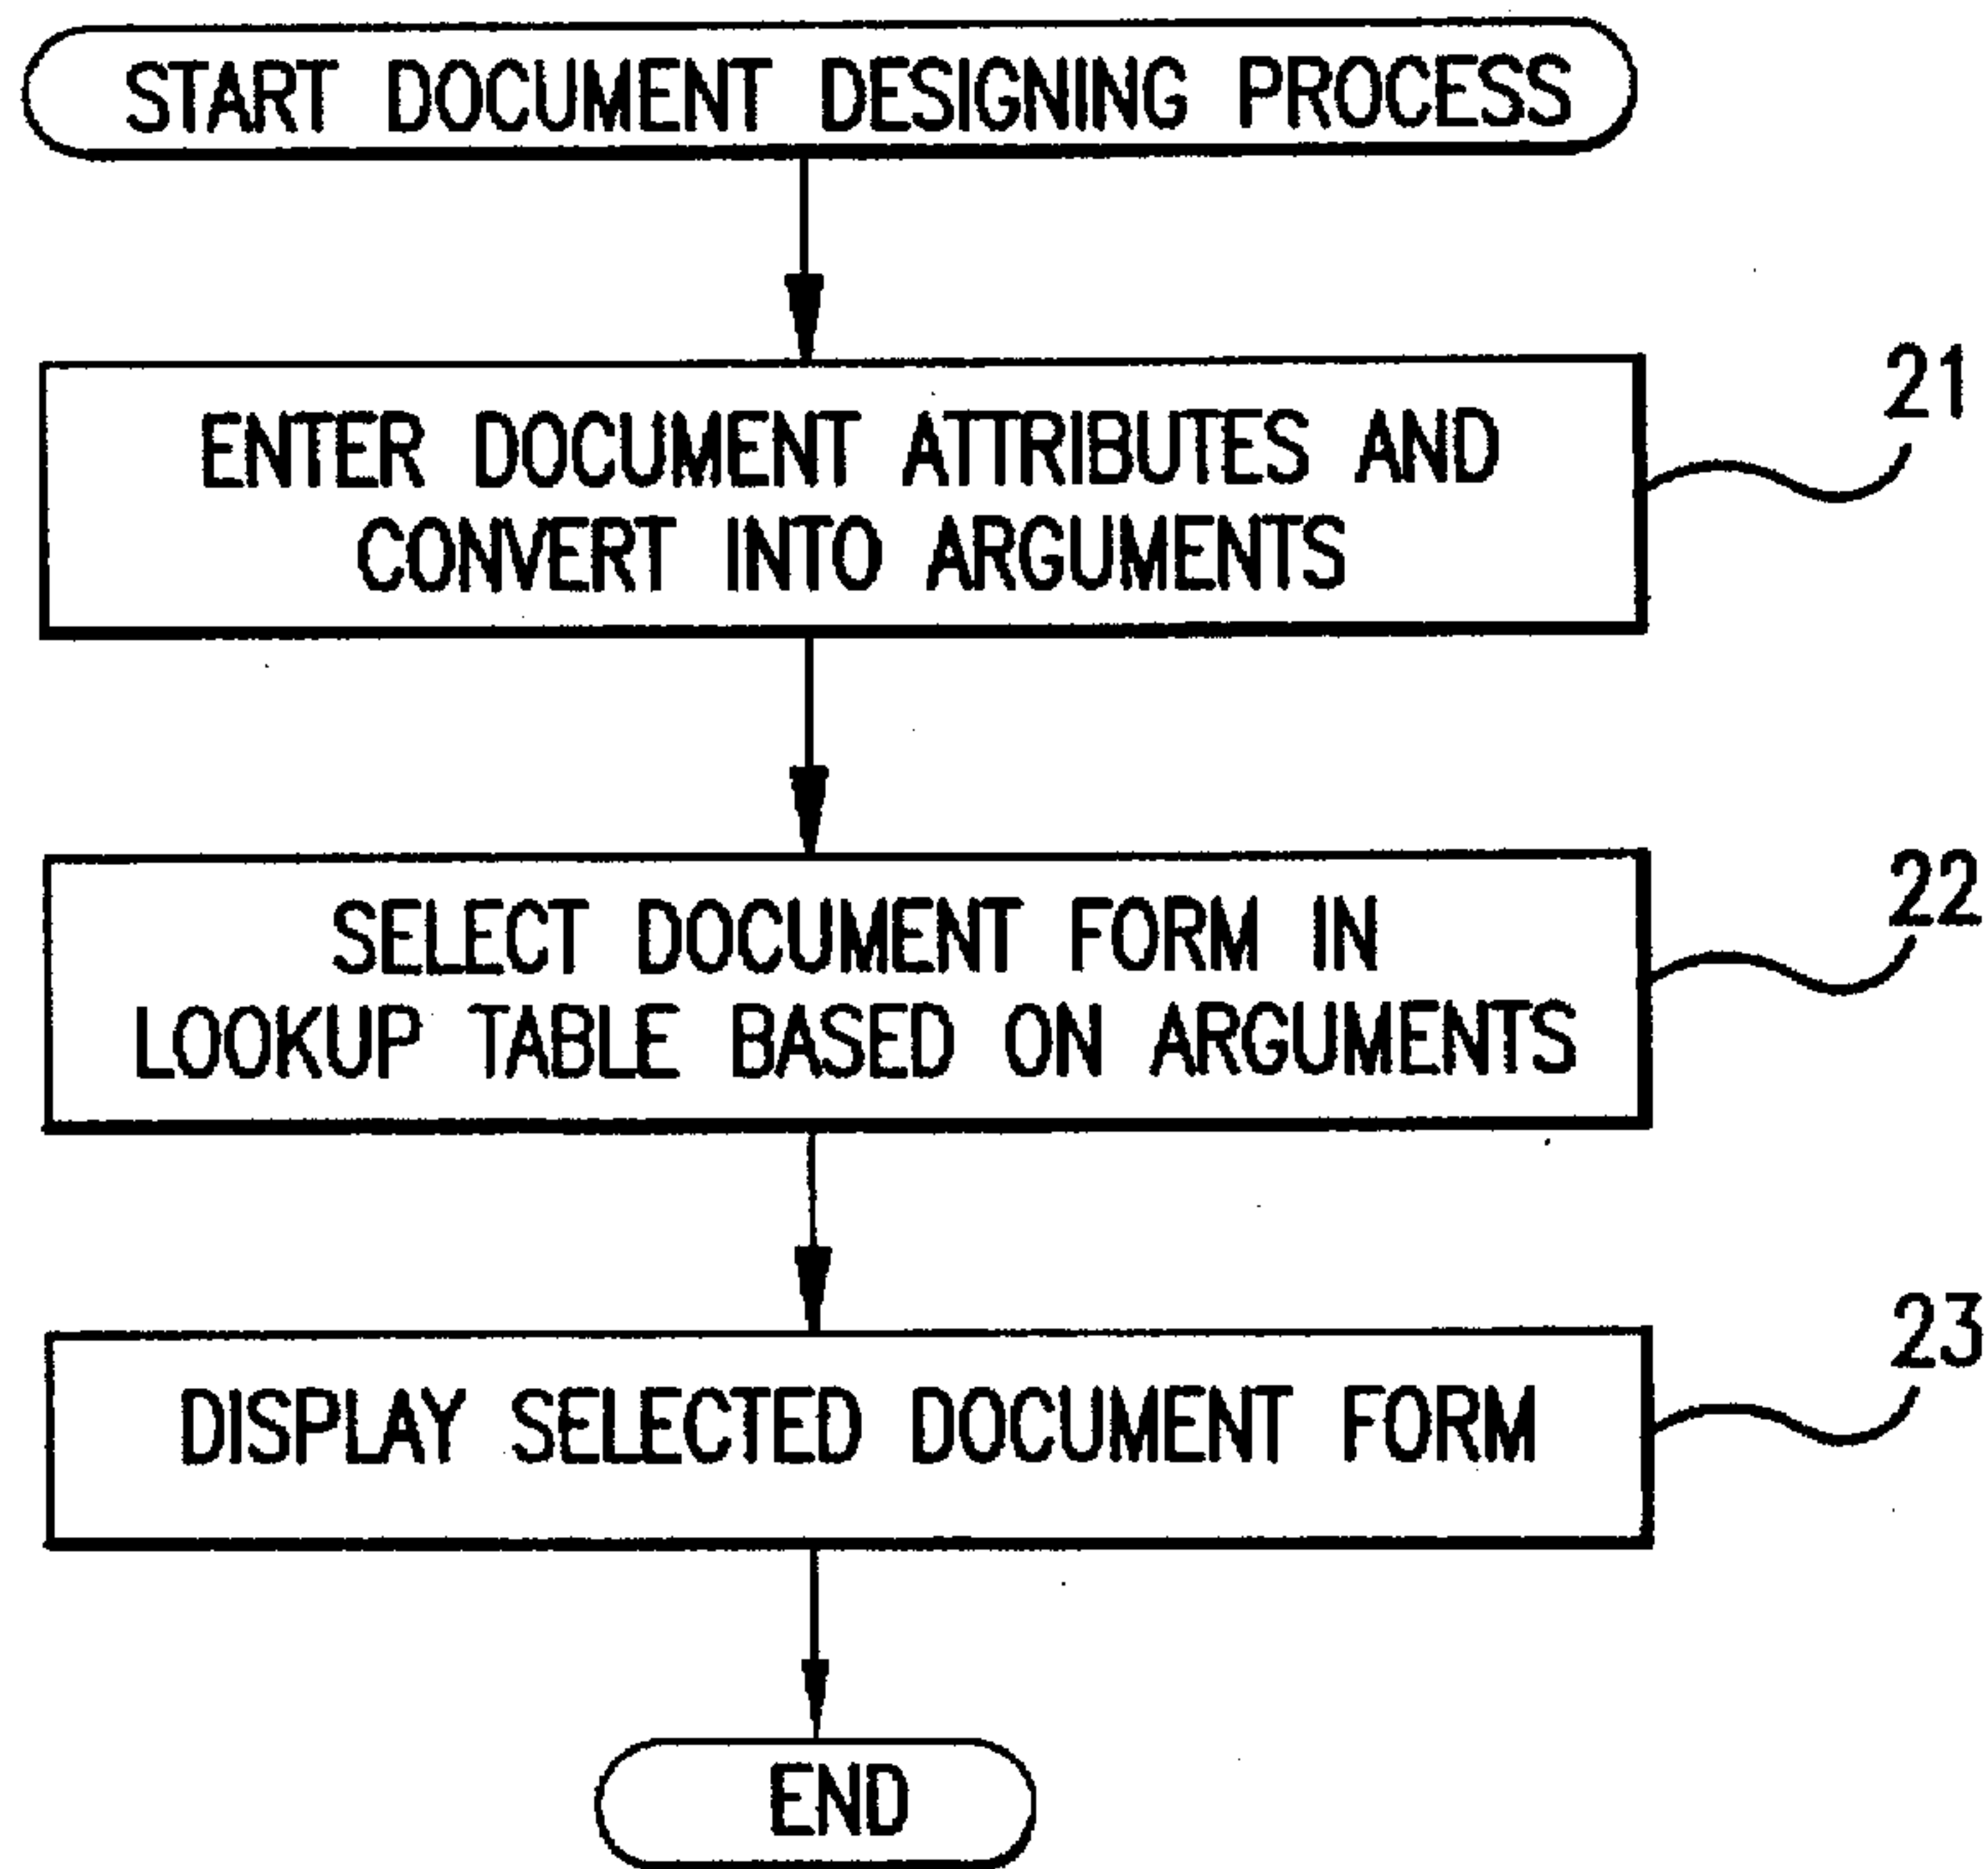 START DOCUMENT DESIGNING PROCESS
21
ENTER DOCUMENT ATTRIBUTES AND
CONVERT INTO ARGUMENTS
22
SELECT DOCUMENT FORM IN
LOOKUP TABLE BASED ON ARGUMENTS
23
DISPLAY SELECTED DOCUMENT FORM
END